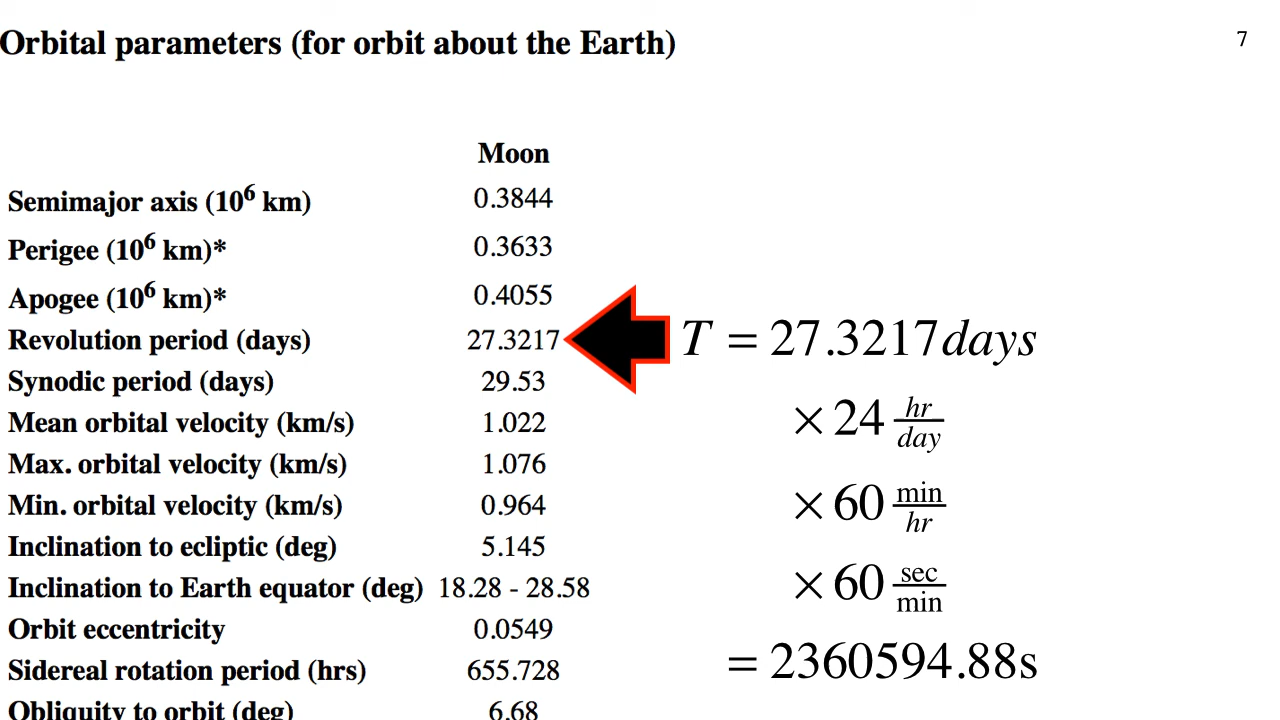 Orbital parameters (for orbit about the Earth)
7
Moon
Semimajor axis (10⁶ km) 0.3844
Perigee (10⁶ km)* 0.3633
Apogee (10⁶ km)* 0.4055
Revolution period (days) 27.3217 T = 27.3217days
Synodic period (days) 29.53
Mean orbital velocity (km/s) 1.022 ×24 hr/day
Max. orbital velocity (km/s) 1.076
Min. orbital velocity (km/s) 0.964 ×60 min/hr
Inclination to ecliptic (deg) 5.145
Inclination to Earth equator (deg) 18.28 - 28.58 ×60 sec/min
Orbit eccentricity 0.0549
Sidereal rotation period (hrs) 655.728 = 2360594.88s
Obliquity to orbit (deg) 6.68